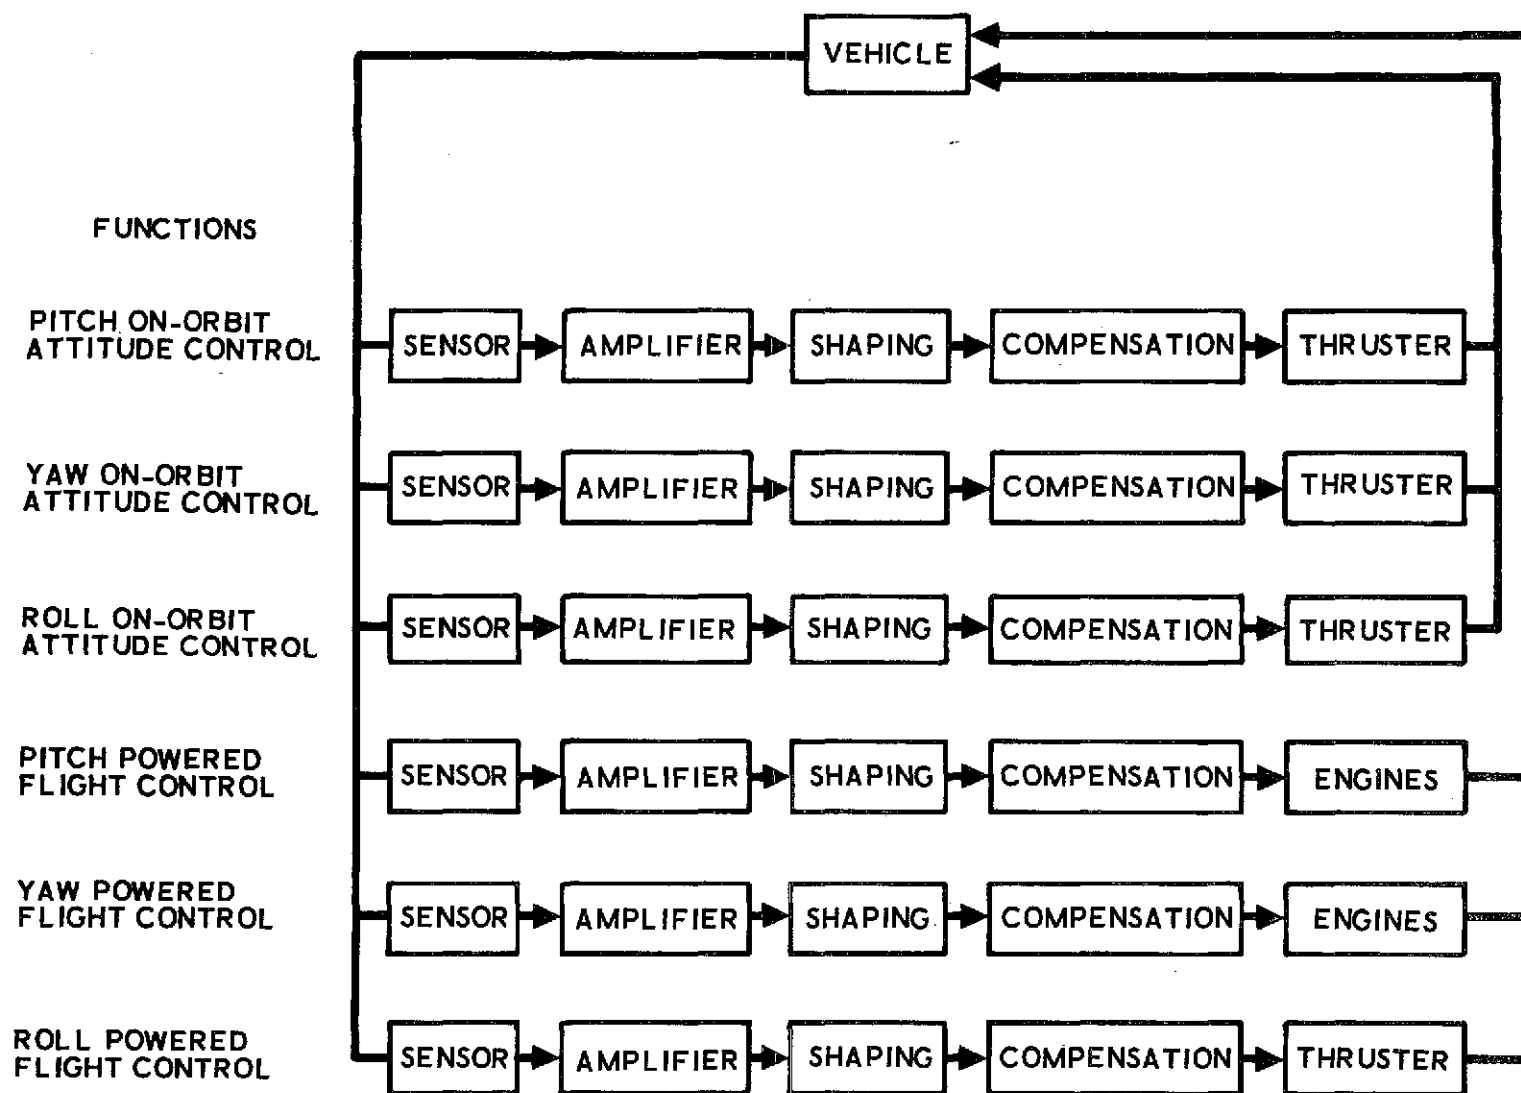 VEHICLE
FUNCTIONS
PITCH ON-ORBIT
ATTITUDE CONTROL
SENSOR
AMPLIFIER
SHAPING
COMPENSATION
THRUSTER
YAW ON-ORBIT
ATTITUDE CONTROL
SENSOR
AMPLIFIER
SHAPING
COMPENSATION
THRUSTER
ROLL ON-ORBIT
ATTITUDE CONTROL
SENSOR
AMPLIFIER
SHAPING
COMPENSATION
THRUSTER
PITCH POWERED
FLIGHT CONTROL
SENSOR
AMPLIFIER
SHAPING
COMPENSATION
ENGINES
YAW POWERED
FLIGHT CONTROL
SENSOR
AMPLIFIER
SHAPING
COMPENSATION
ENGINES
ROLL POWERED
FLIGHT CONTROL
SENSOR
AMPLIFIER
SHAPING
COMPENSATION
THRUSTER